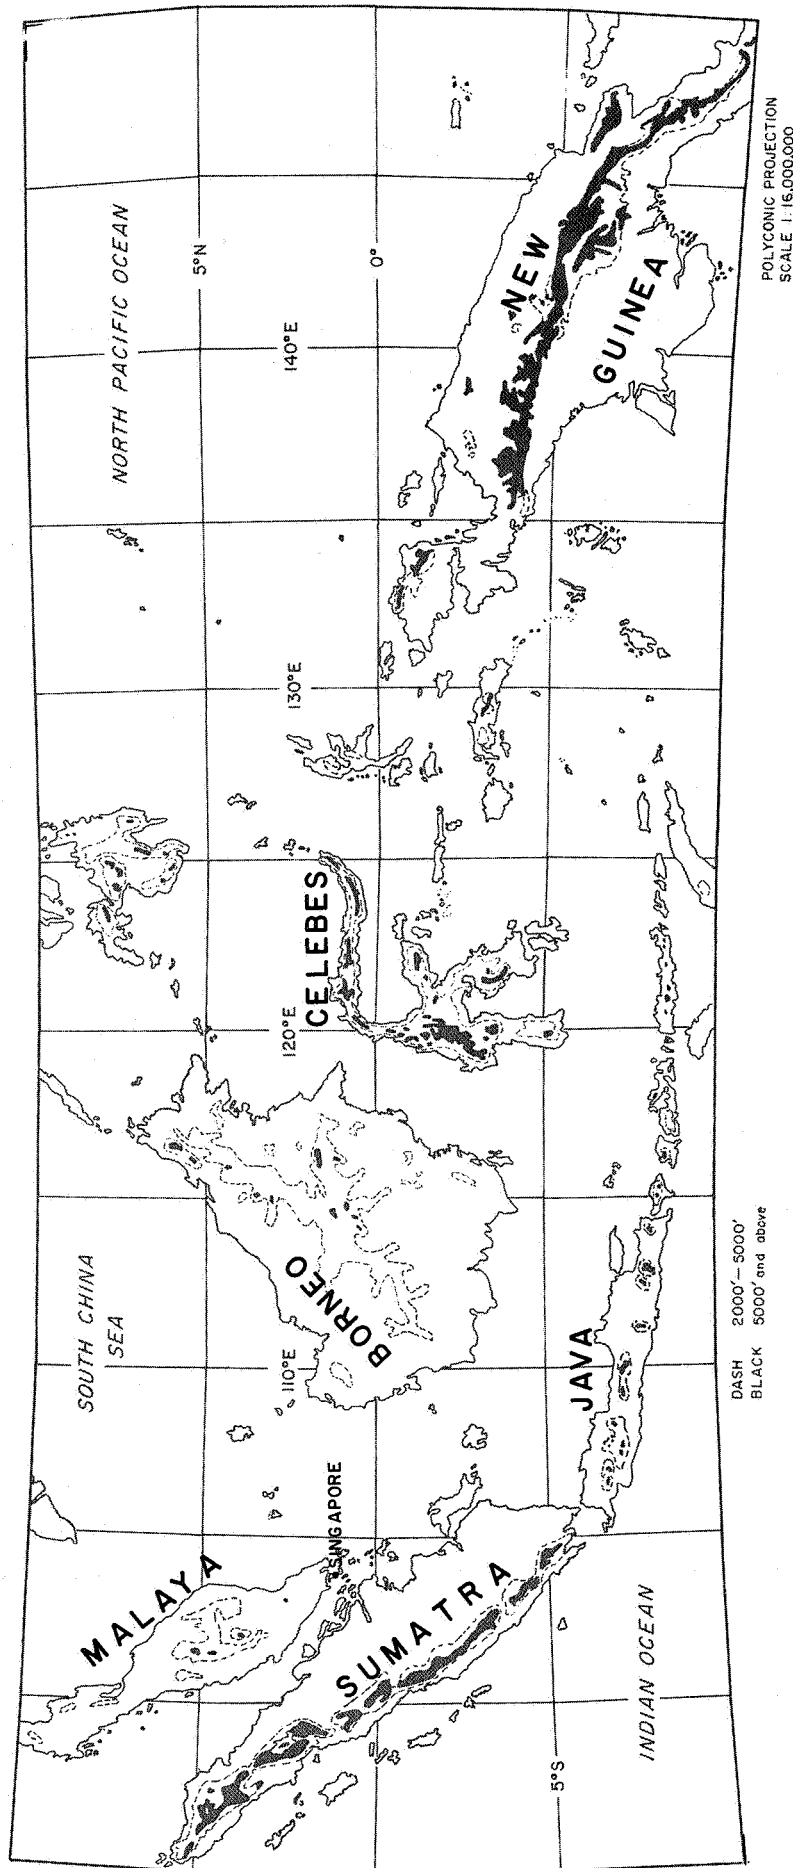 NORTH PACIFIC OCEAN
5°N
0°
140°E
NEW
GUINEA
POLYCONIC PROJECTION
SCALE 1:16,000,000
130°E
CELEBES
120°E
SOUTH CHINA
SEA
BORNEO
110°E
JAVA
DASH 2000'–5000'
BLACK 5000' and above
SINGAPORE
MALAYA
SUMATRA
INDIAN OCEAN
5°S